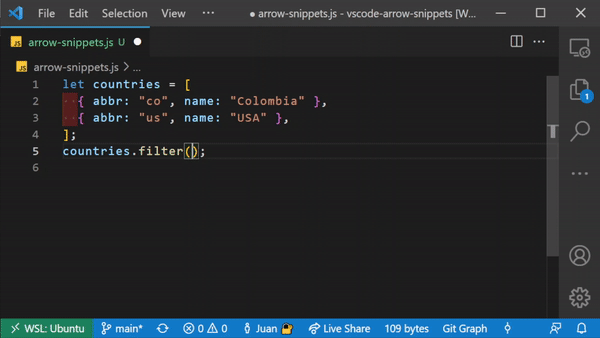 File Edit Selection View ··· ● arrow-snippets.js - vscode-arrow-snippets [W...
JS arrow-snippets.js U ●
JS arrow-snippets.js > ...
1 let countries = [
2 ··{ abbr: "co", name: "Colombia" },
3 ··{ abbr: "us", name: "USA" },
4 ];
5 countries.filter();
6
1
WSL: Ubuntu main* 0 0 Juan Live Share 109 bytes Git Graph